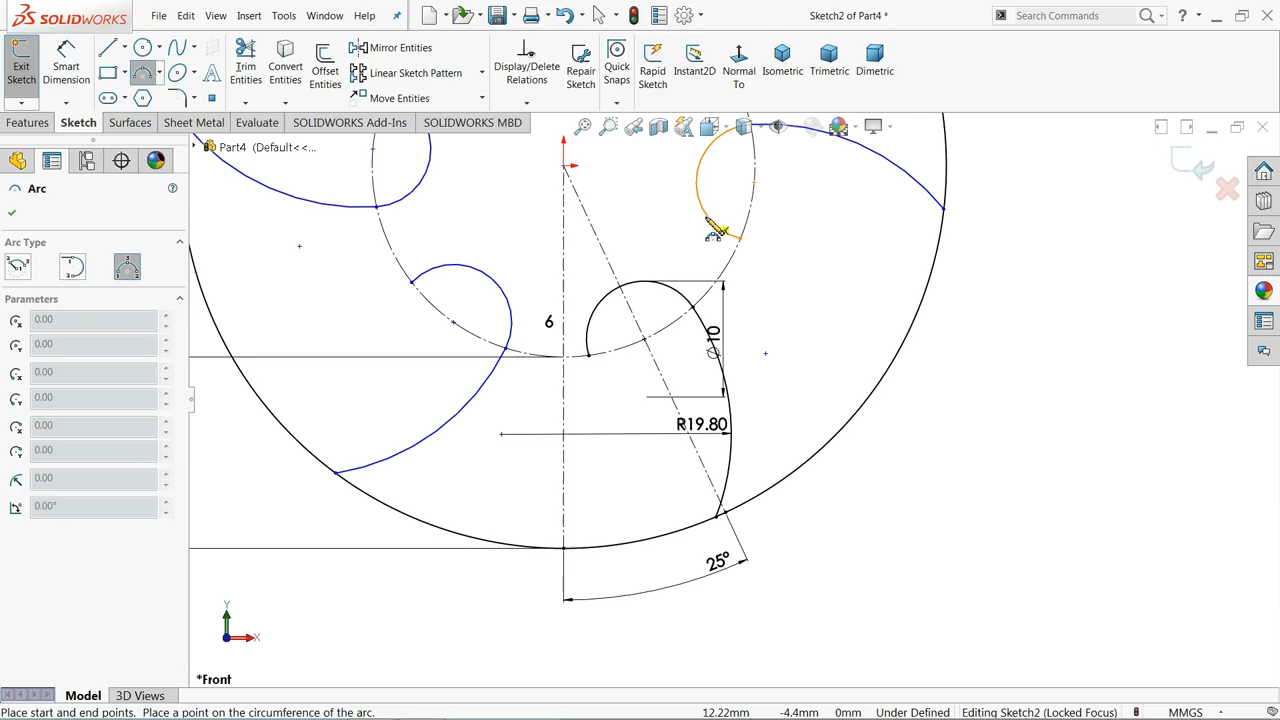 SOLIDWORKS
File Edit View Insert Tools Window Help
Sketch2 of Part4 *
Search Commands
Exit Sketch
Smart Dimension
Trim Entities
Convert Entities
Offset Entities
Mirror Entities
Linear Sketch Pattern
Move Entities
Display/Delete Relations
Repair Sketch
Quick Snaps
Rapid Sketch
Instant2D
Normal To
Isometric
Trimetric
Dimetric
Features Sketch Surfaces Sheet Metal Evaluate SOLIDWORKS Add-Ins SOLIDWORKS MBD
Part4 (Default<<...
Arc
Arc Type
Parameters
0.00
0.00
0.00
0.00
0.00
0.00
0.00
0.00°
6
∅10
R19.80
25°
Y
X
*Front
Model 3D Views
Place start and end points. Place a point on the circumference of the arc.
12.22mm -4.4mm 0mm Under Defined Editing Sketch2 (Locked Focus) MMGS